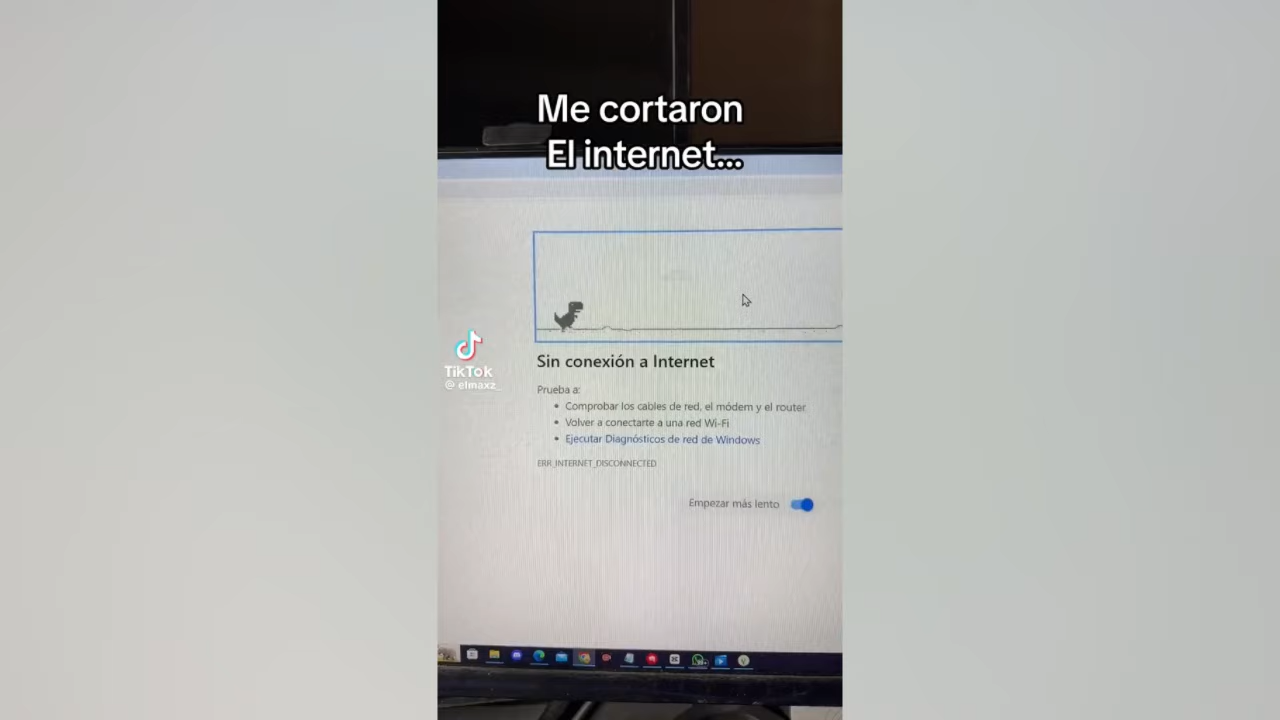 Me cortaron
El internet...
TikTok
@elmaxz_
Sin conexión a Internet
Prueba a:
• Comprobar los cables de red, el módem y el router
• Volver a conectarte a una red Wi-Fi
• Ejecutar Diagnósticos de red de Windows
ERR_INTERNET_DISCONNECTED
Empezar más lento
99+